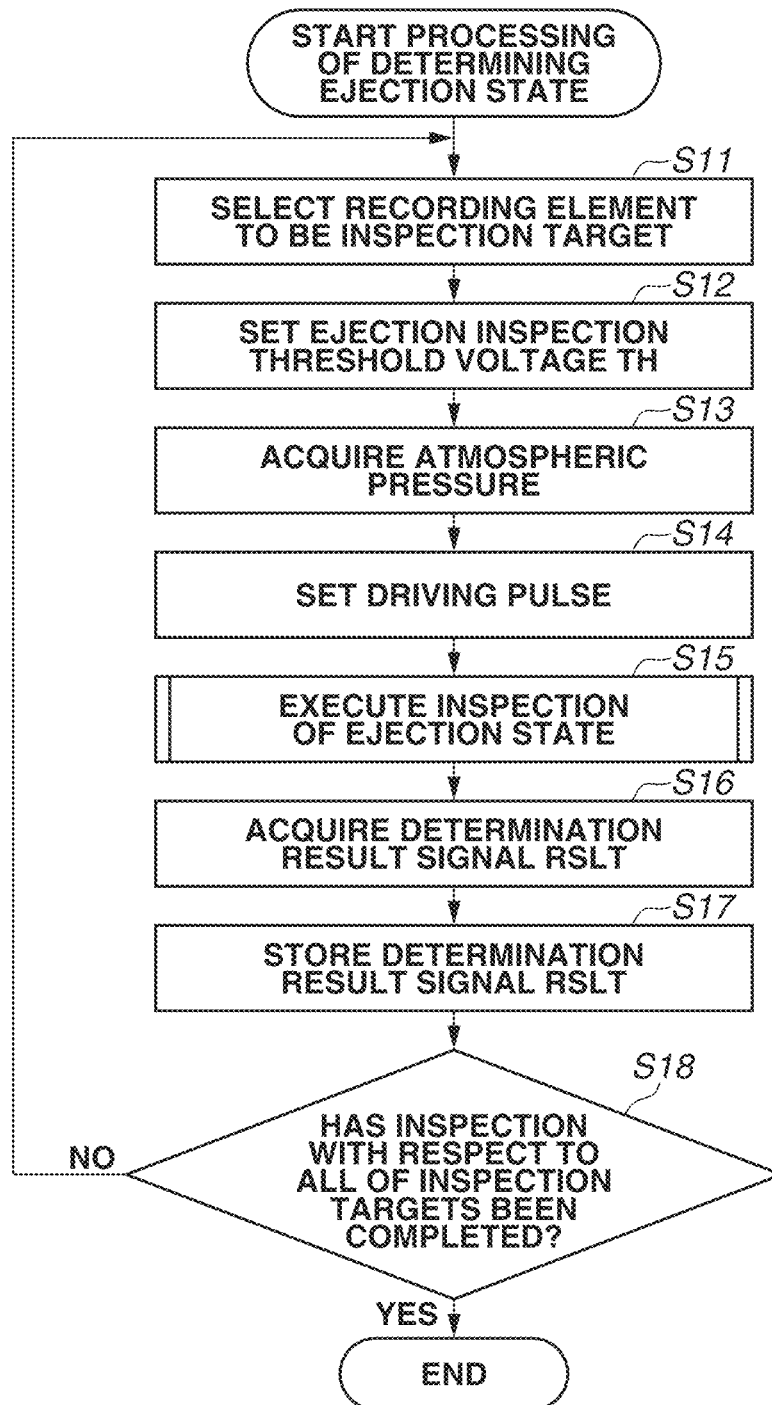 START PROCESSING
OF DETERMINING
EJECTION STATE
S11
SELECT RECORDING ELEMENT
TO BE INSPECTION TARGET
S12
SET EJECTION INSPECTION
THRESHOLD VOLTAGE TH
S13
ACQUIRE ATMOSPHERIC
PRESSURE
S14
SET DRIVING PULSE
S15
EXECUTE INSPECTION
OF EJECTION STATE
S16
ACQUIRE DETERMINATION
RESULT SIGNAL RSLT
S17
STORE DETERMINATION
RESULT SIGNAL RSLT
S18
HAS INSPECTION
WITH RESPECT TO
ALL OF INSPECTION
TARGETS BEEN
COMPLETED?
NO
YES
END